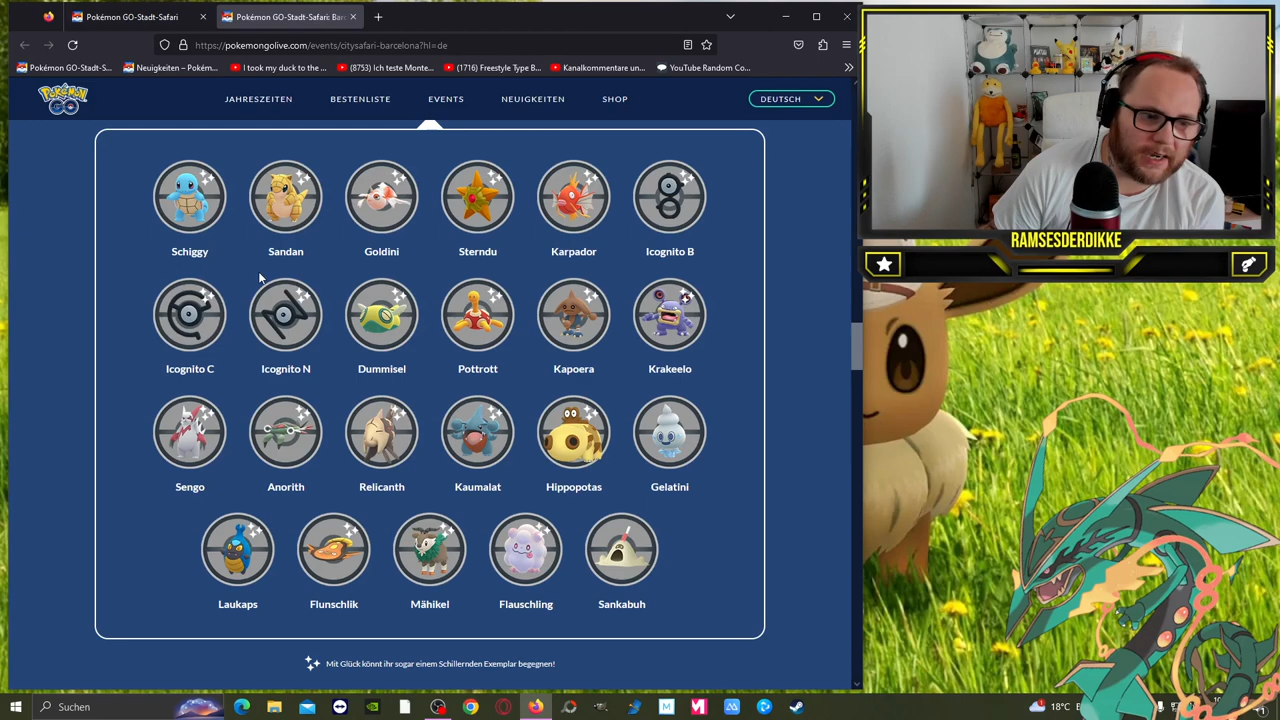 Pokémon GO-Stadt-Safari
Pokémon GO-Stadt-Safari: Barc
https://pokemongolive.com/events/citysafari-barcelona?hl=de
Pokémon GO-Stadt-S...
Neuigkeiten – Pokém...
I took my duck to the ...
(8753) Ich teste Monte...
(1716) Freestyle Type B...
Kanalkommentare un...
YouTube Random Co...
POKÉMON GO
JAHRESZEITEN
BESTENLISTE
EVENTS
NEUIGKEITEN
SHOP
DEUTSCH
RAMSESDERDIKKE
Schiggy
Sandan
Goldini
Sterndu
Karpador
Icognito B
Icognito C
Icognito N
Dummisel
Pottrott
Kapoera
Krakeelo
Sengo
Anorith
Relicanth
Kaumalat
Hippopotas
Gelatini
Laukaps
Flunschlik
Mähikel
Flauschling
Sankabuh
Mit Glück könnt ihr sogar einem Schillernden Exemplar begegnen!
Suchen
18°C